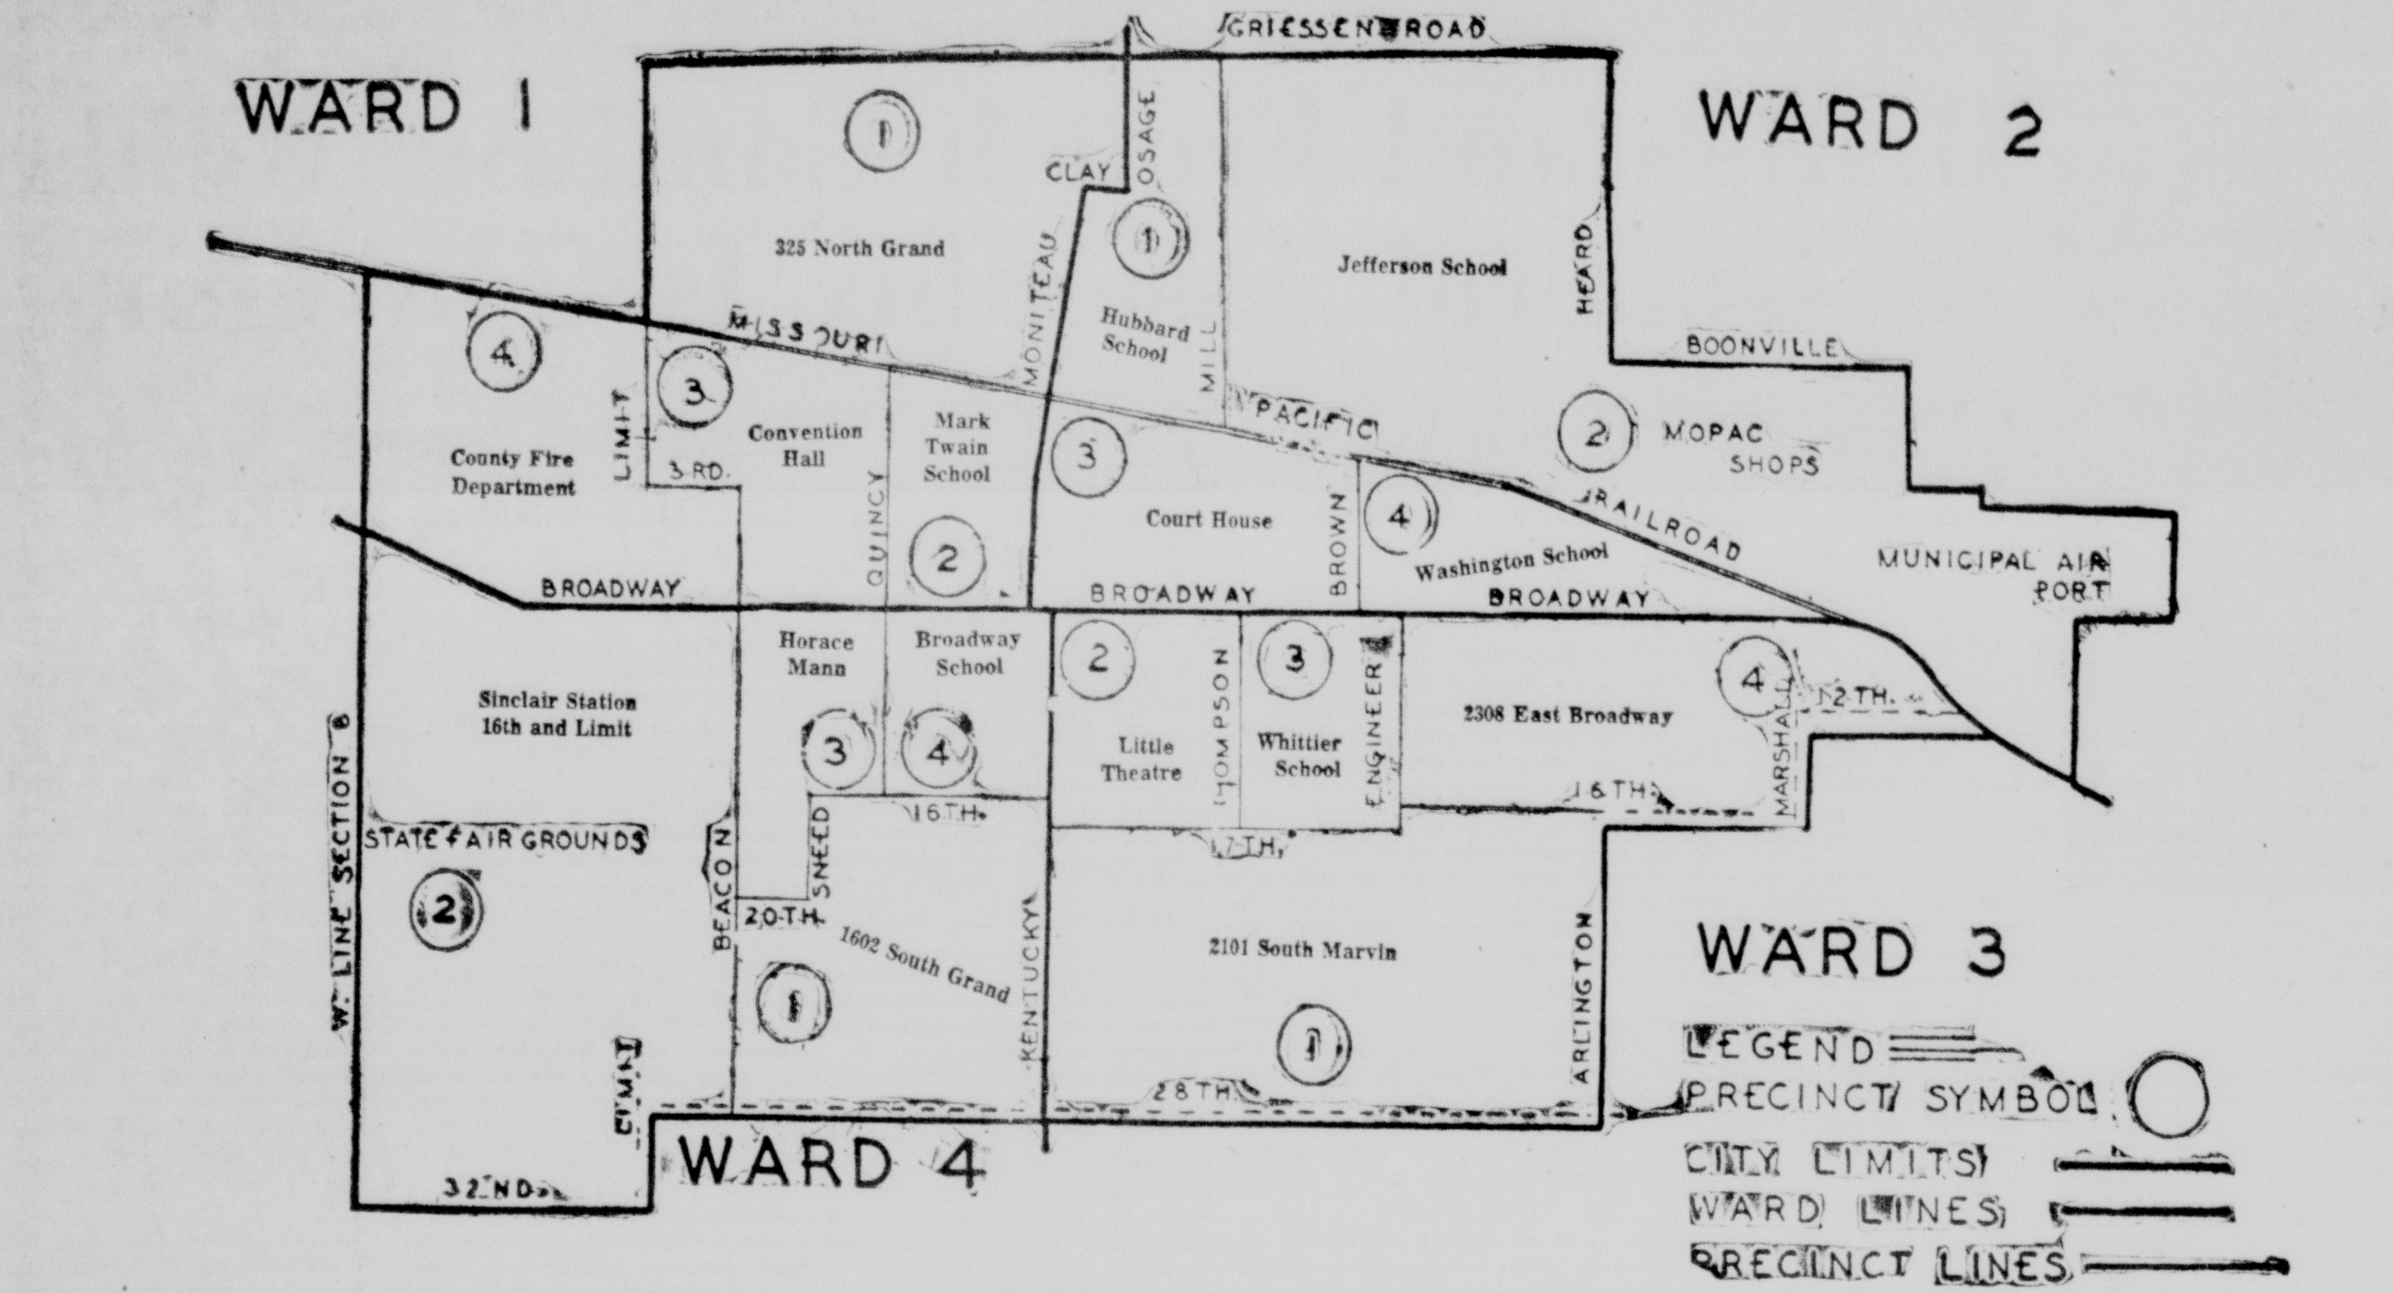 GRIESSEN ROAD
WARD 1
WARD 2
1
OSAGE
CLAY
325 North Grand
MONITEAU
1
Hubbard
School
MILL
Jefferson School
HEARD
BOONVILLE
MISSOURI
PACIFIC
RAILROAD
4
County Fire
Department
LIMIT
3
3 RD.
Convention
Hall
QUINCY
Mark
Twain
School
2
3
Court House
BROWN
4
Washington School
2
MOPAC
SHOPS
MUNICIPAL AIR
PORT
BROADWAY
BROADWAY
BROADWAY
Sinclair Station
16th and Limit
W. LINE SECTION 8
STATE FAIR GROUNDS
2
BEACON
Horace
Mann
3
Broadway
School
4
16TH.
SNEED
20TH.
1602 South Grand
1
KENTUCKY
2
Little
Theatre
THOMPSON
3
Whittier
School
ENGINEER
17TH.
2308 East Broadway
4
MARSHALL
12TH.
16TH.
2101 South Marvin
1
ARLINGTON
28TH.
LIMIT
32ND.
WARD 4
WARD 3
LEGEND
PRECINCT SYMBOL
CITY LIMITS
WARD LINES
PRECINCT LINES